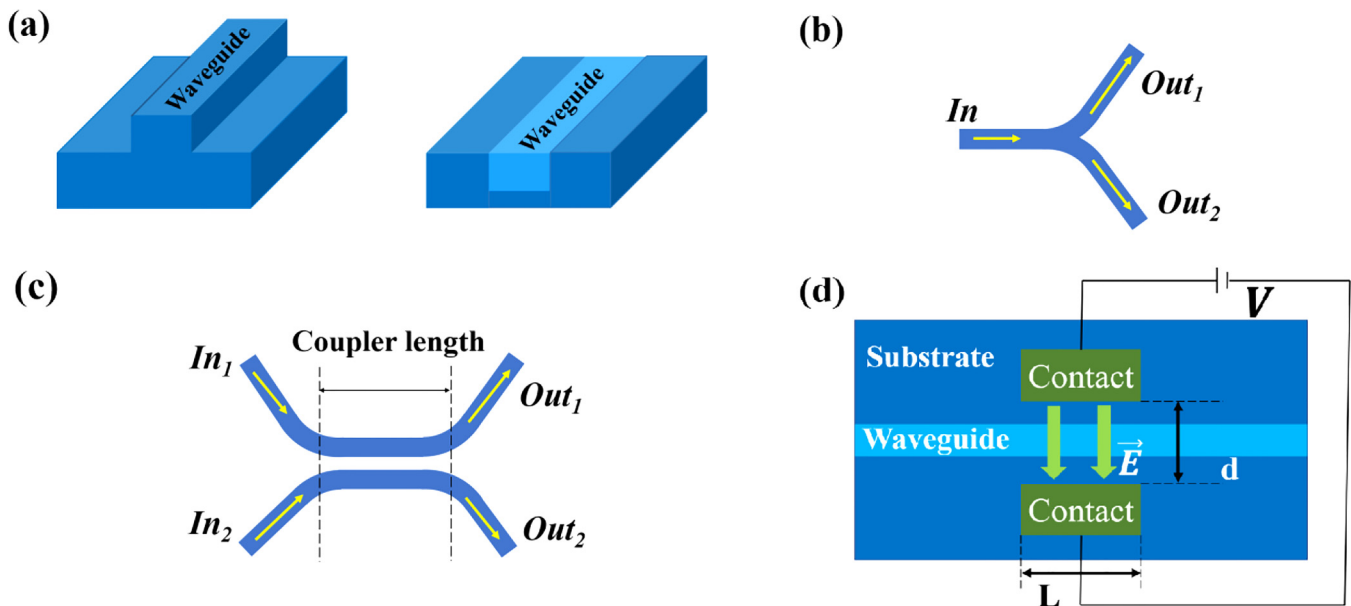 (a)
Waveguide
Waveguide
(b)
In
Out₁
Out₂
(c)
Coupler length
In₁
Out₁
In₂
Out₂
(d)
V
Substrate
Contact
Waveguide
E⃗
d
Contact
L